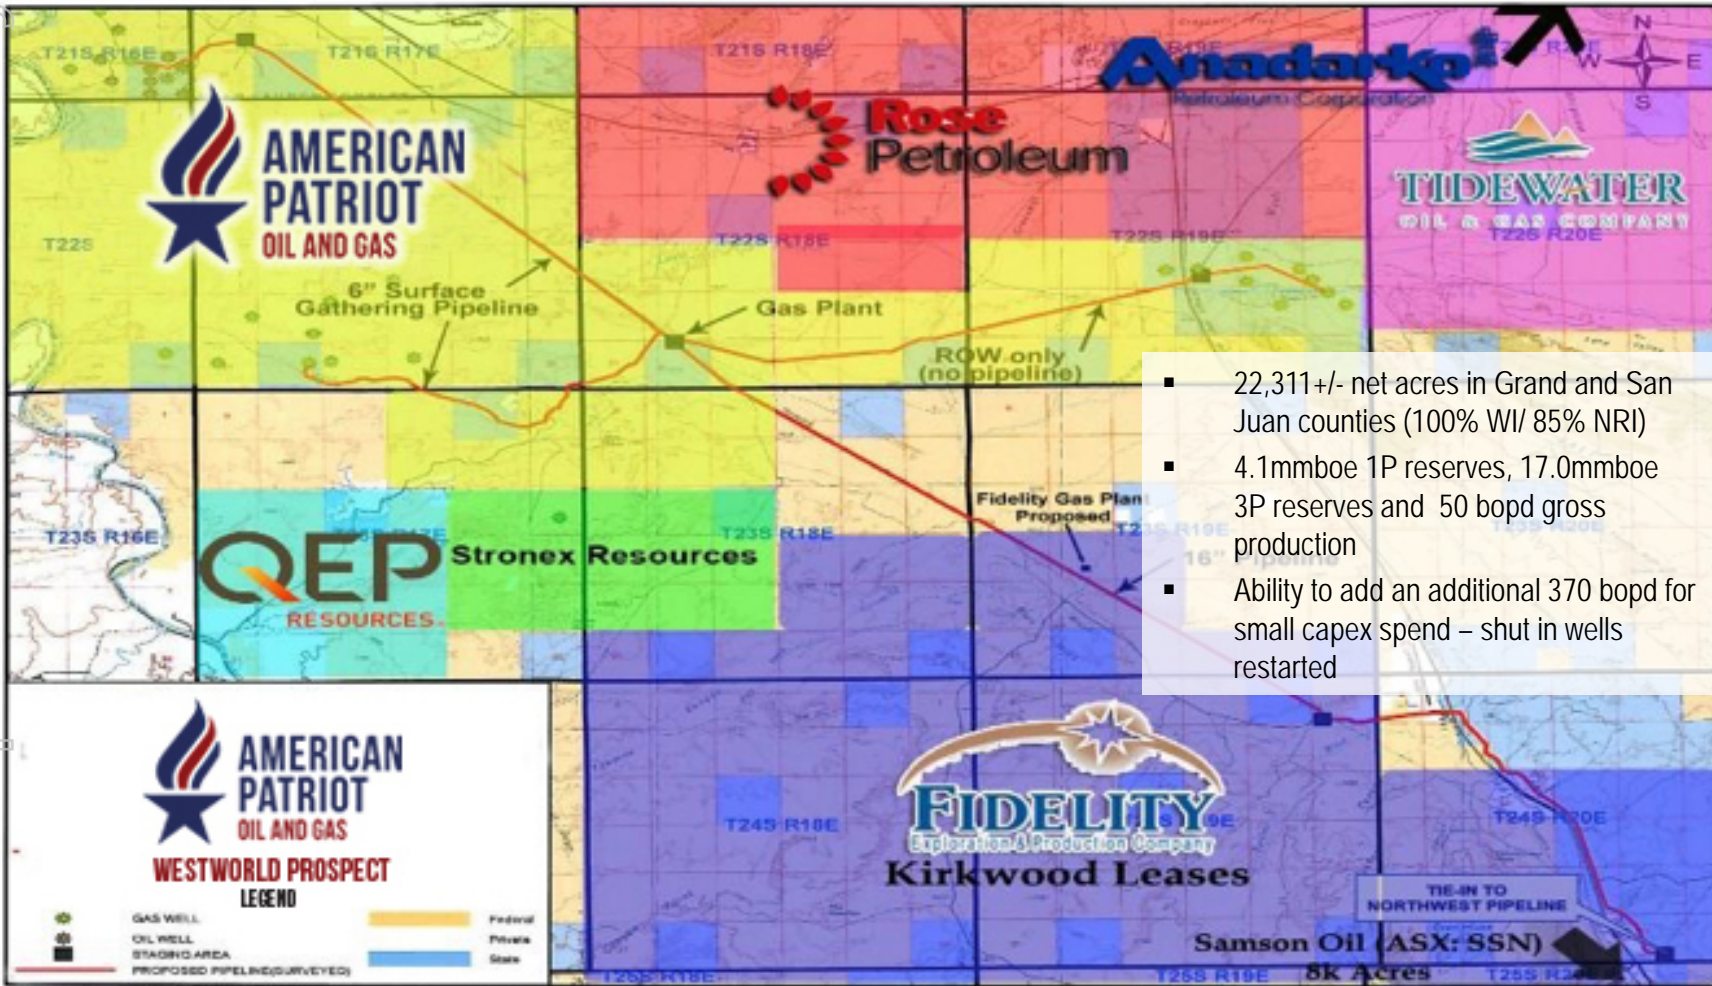 T21S R16E
T21S R17E
T21S R18E
N
W E
S
Anadarko
Petroleum Corporation
AMERICAN
PATRIOT
OIL AND GAS
Rose
Petroleum
TIDEWATER
OIL & GAS COMPANY
T22S
T22S R18E
T22S R19E
T22S R20E
6" Surface
Gathering Pipeline
Gas Plant
ROW only
(no pipeline)
▪ 22,311+/- net acres in Grand and San
Juan counties (100% WI/ 85% NRI)
▪ 4.1mmboe 1P reserves, 17.0mmboe
3P reserves and 50 bopd gross
production
▪ Ability to add an additional 370 bopd for
small capex spend – shut in wells
restarted
Fidelity Gas Plant
Proposed
T23S R16E
T23S R18E
T23S R19E
16" Pipeline
QEP
RESOURCES
Stronex Resources
AMERICAN
PATRIOT
OIL AND GAS
WESTWORLD PROSPECT
LEGEND
GAS WELL
OIL WELL
STAGING AREA
PROPOSED PIPELINE(SURVEYED)
Federal
Private
State
FIDELITY
Exploration & Production Company
Kirkwood Leases
T24S R18E
T24S R20E
TIE-IN TO
NORTHWEST PIPELINE
Samson Oil (ASX: SSN)
8k Acres
T25S R18E
T25S R19E